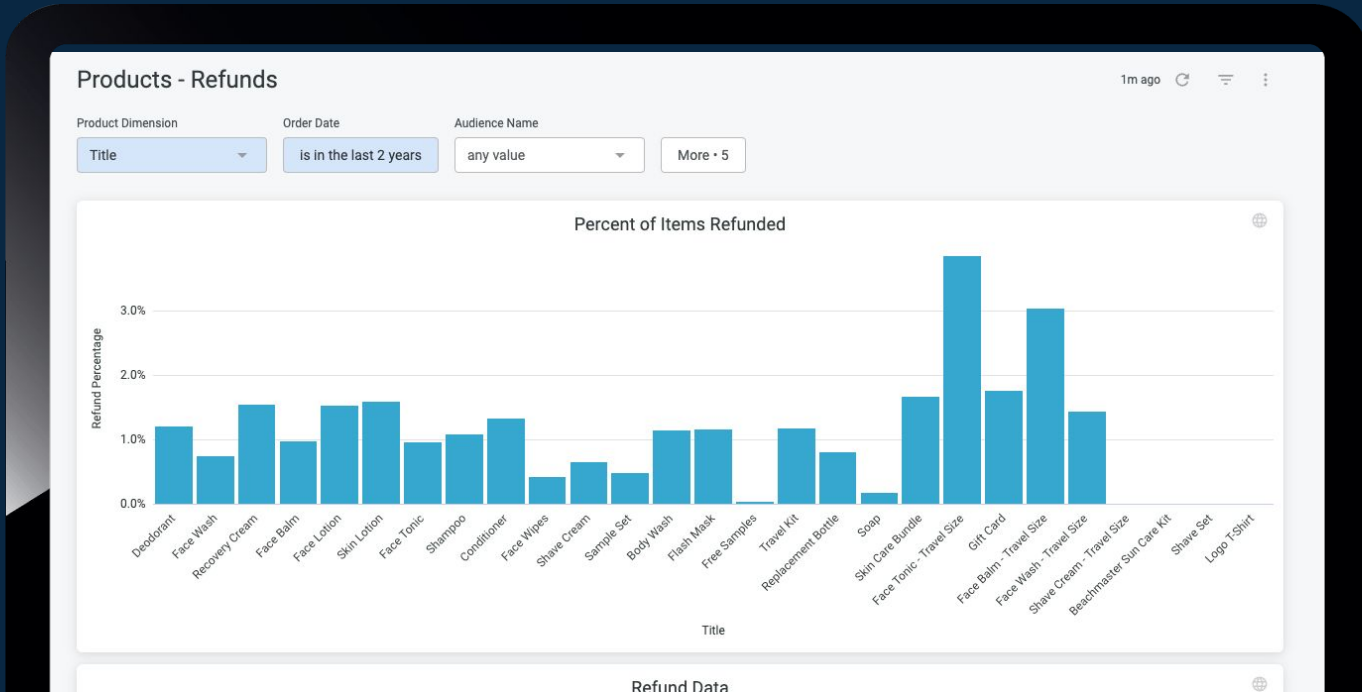 Products - Refunds
1m ago
Product Dimension
Order Date
Audience Name
Title
is in the last 2 years
any value
More • 5
Percent of Items Refunded
Refund Percentage
3.0%
2.0%
1.0%
0.0%
Deodorant
Face Wash
Recovery Cream
Face Balm
Face Lotion
Skin Lotion
Face Tonic
Shampoo
Conditioner
Face Wipes
Shave Cream
Sample Set
Body Wash
Flash Mask
Free Samples
Travel Kit
Replacement Bottle
Soap
Skin Care Bundle
Face Tonic - Travel Size
Gift Card
Face Balm - Travel Size
Face Wash - Travel Size
Shave Cream - Travel Size
Beachmaster Sun Care Kit
Shave Set
Logo T-Shirt
Title
Refund Data